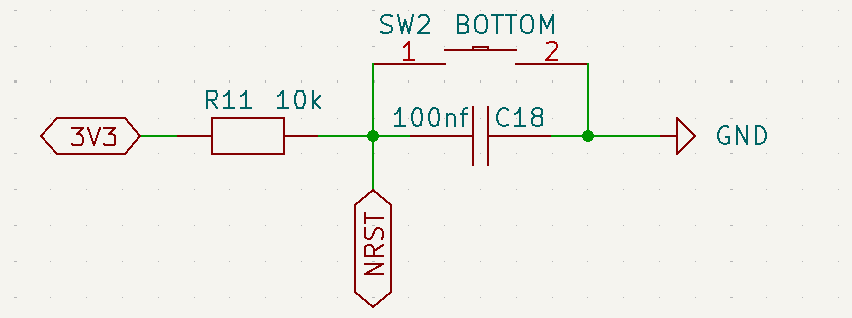 SW2 BOTTOM
1 2
R11 10k
100nf C18
3V3
GND
NRST